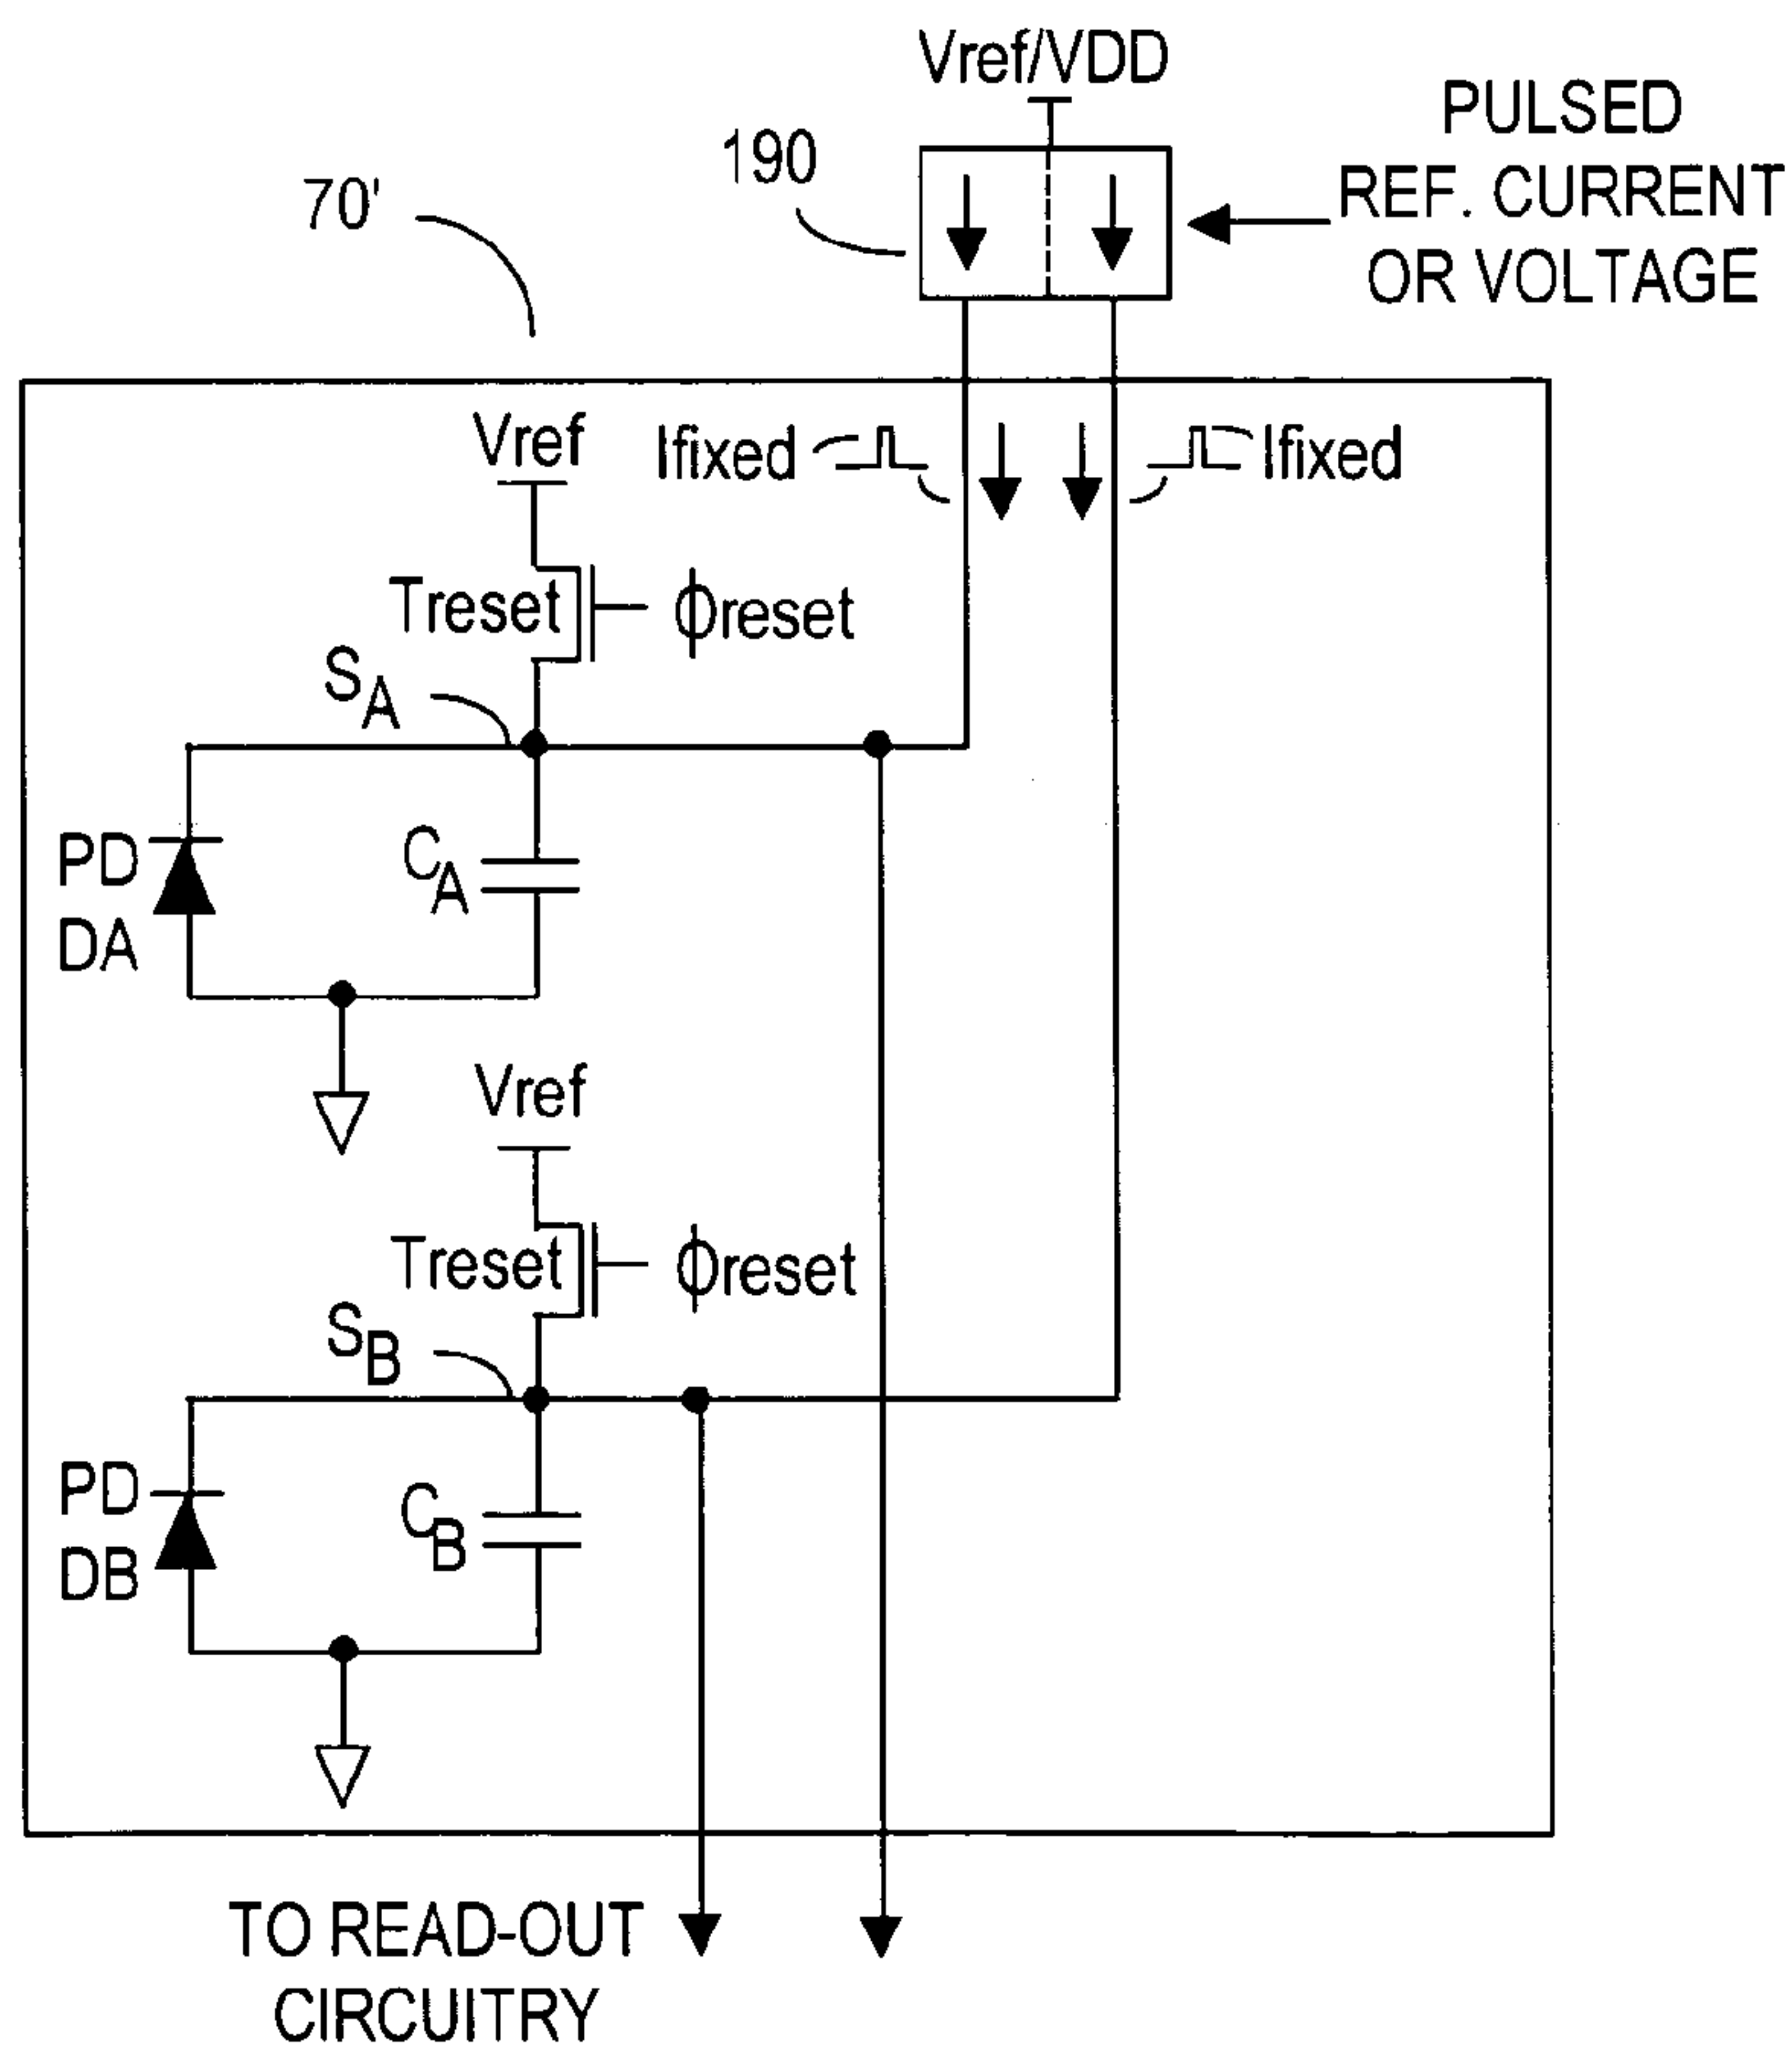 Vref/VDD
PULSED
REF. CURRENT
OR VOLTAGE
190
70'
Vref
Ifixed
Ifixed
Treset
ϕreset
SA
PD
DA
CA
Vref
Treset
ϕreset
SB
PD
DB
CB
TO READ-OUT
CIRCUITRY